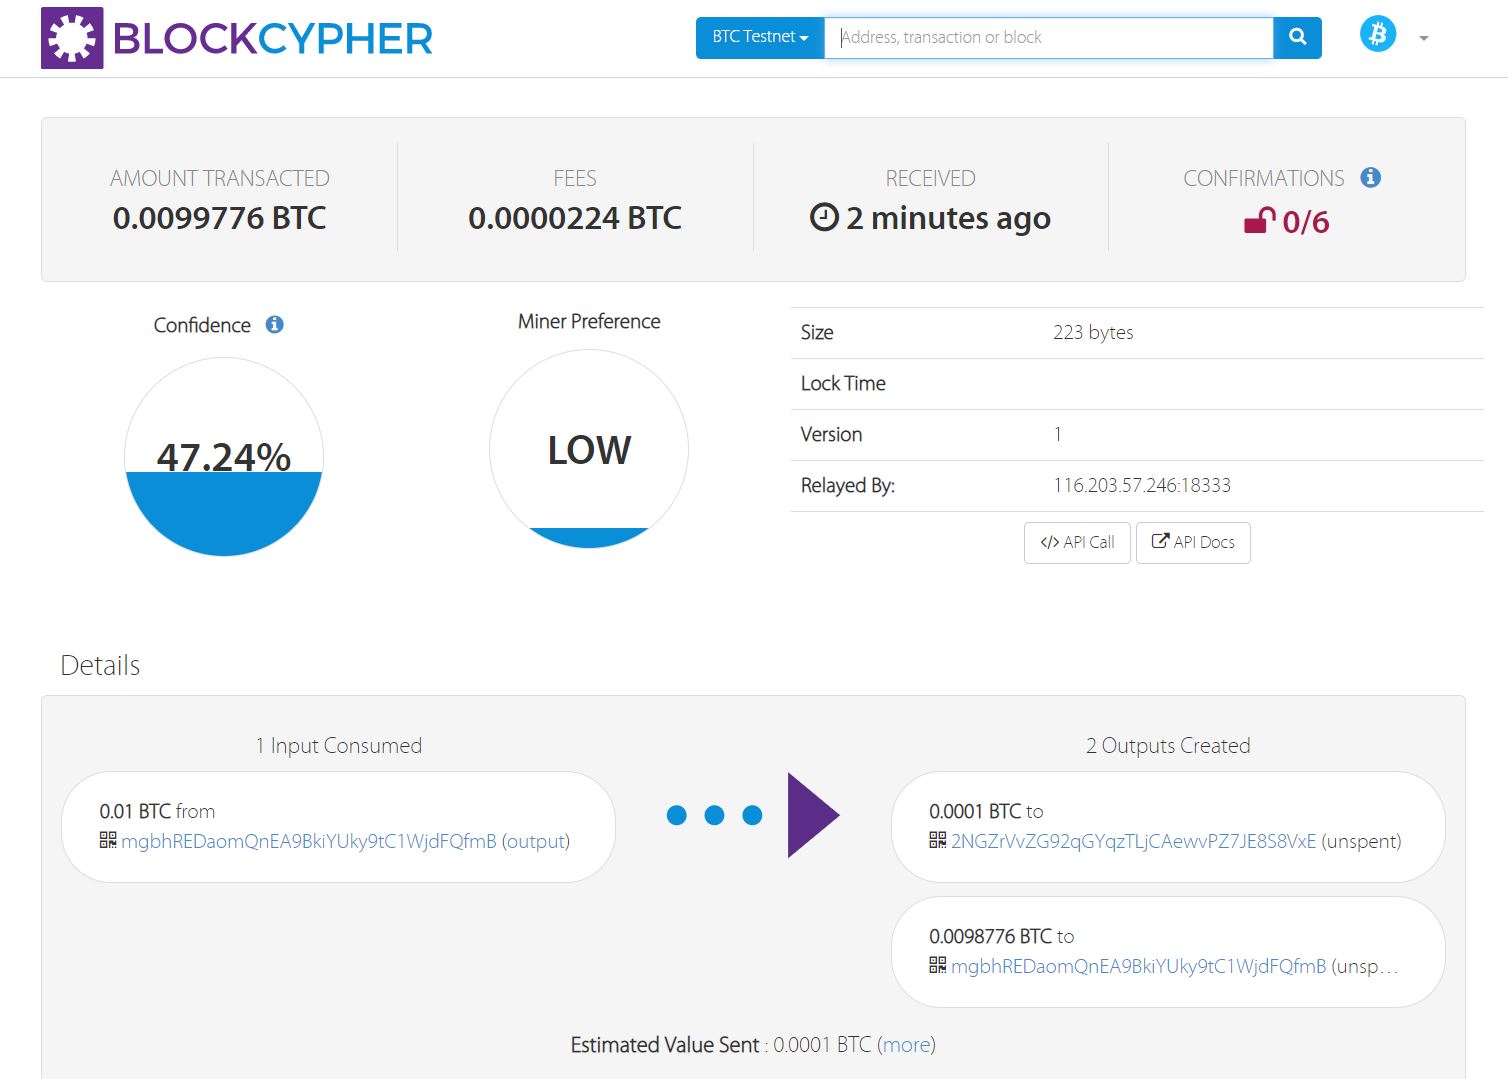 BLOCKCYPHER
BTC Testnet
Address, transaction or block
AMOUNT TRANSACTED
0.0099776 BTC
FEES
0.0000224 BTC
RECEIVED
2 minutes ago
CONFIRMATIONS
0/6
Confidence
47.24%
Miner Preference
LOW
Size 223 bytes
Lock Time
Version 1
Relayed By: 116.203.57.246:18333
</> API Call
API Docs
Details
1 Input Consumed
0.01 BTC from
mgbhREDaomQnEA9BkiYUky9tC1WjdFQfmB (output)
2 Outputs Created
0.0001 BTC to
2NGZrVvZG92qGYqzTLjCAewvPZ7JE8S8VxE (unspent)
0.0098776 BTC to
mgbhREDaomQnEA9BkiYUky9tC1WjdFQfmB (unsp...
Estimated Value Sent : 0.0001 BTC (more)